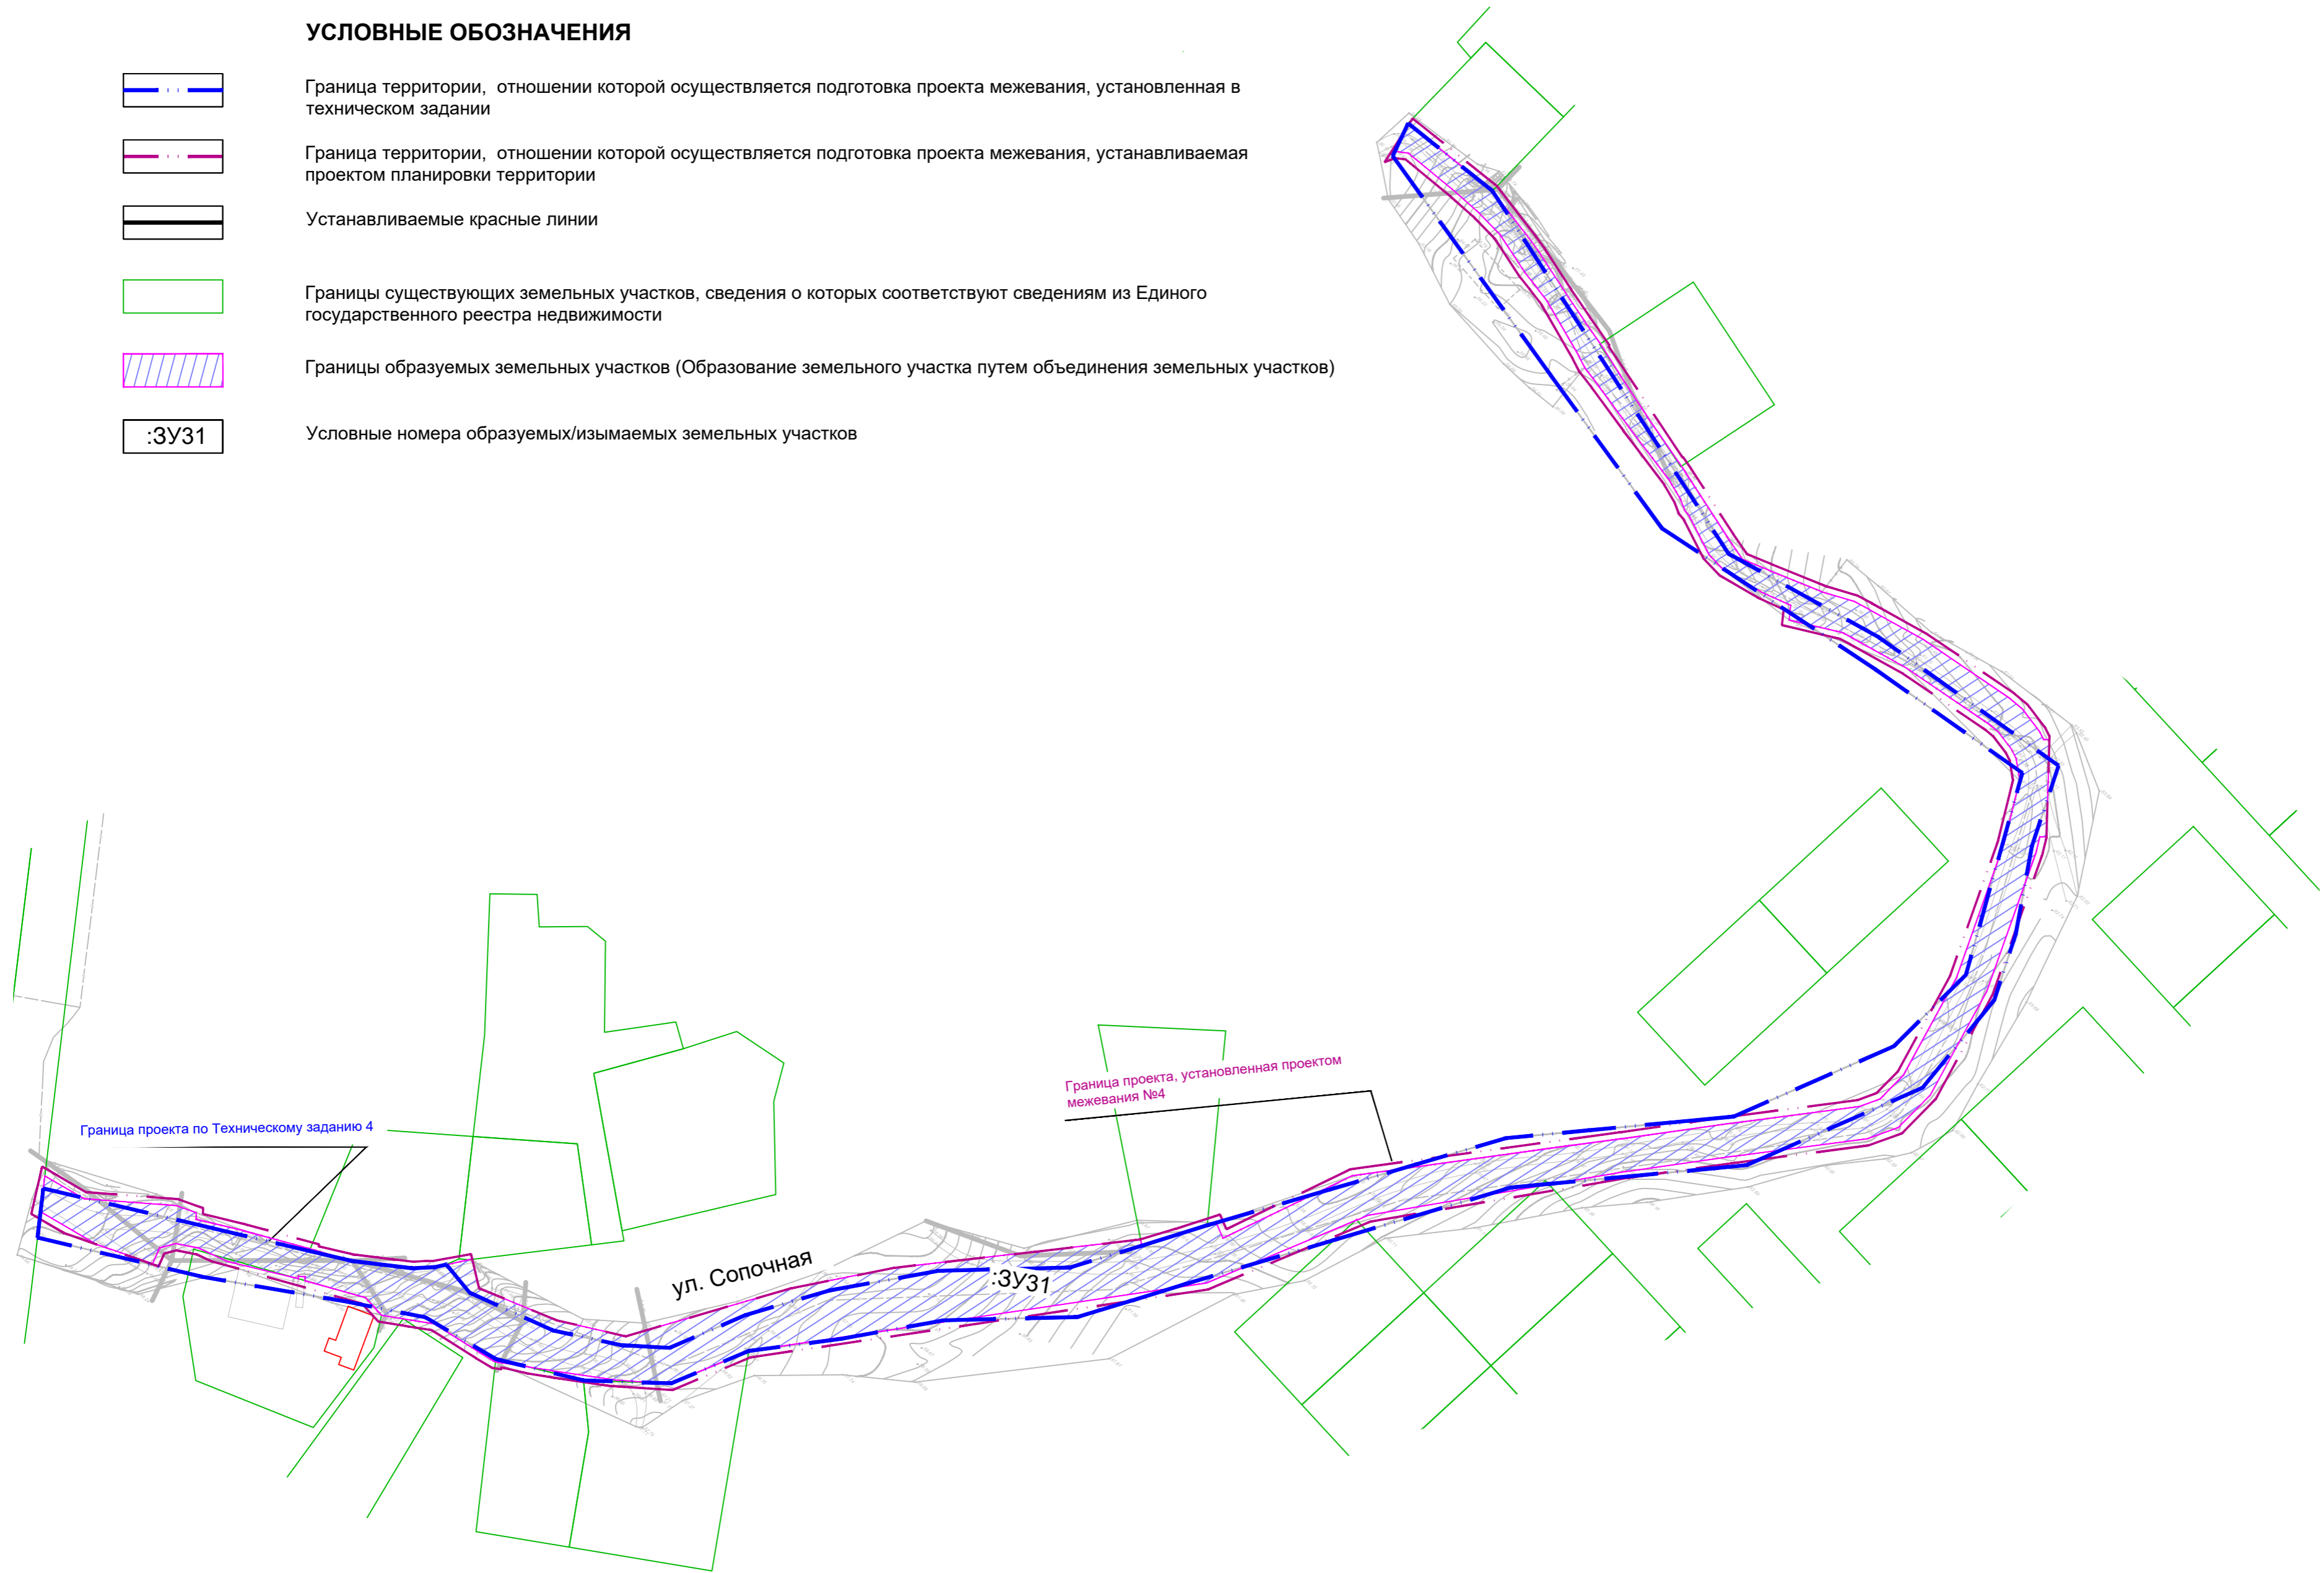 УСЛОВНЫЕ ОБОЗНАЧЕНИЯ
Граница территории, отношении которой осуществляется подготовка проекта межевания, установленная в
техническом задании
Граница территории, отношении которой осуществляется подготовка проекта межевания, устанавливаемая
проектом планировки территории
Устанавливаемые красные линии
Границы существующих земельных участков, сведения о которых соответствуют сведениям из Единого
государственного реестра недвижимости
Границы образуемых земельных участков (Образование земельного участка путем объединения земельных участков)
:ЗУ31
Условные номера образуемых/изымаемых земельных участков
Граница проекта, установленная проектом
межевания №4
Граница проекта по Техническому заданию 4
ул. Сопочная
:ЗУ31